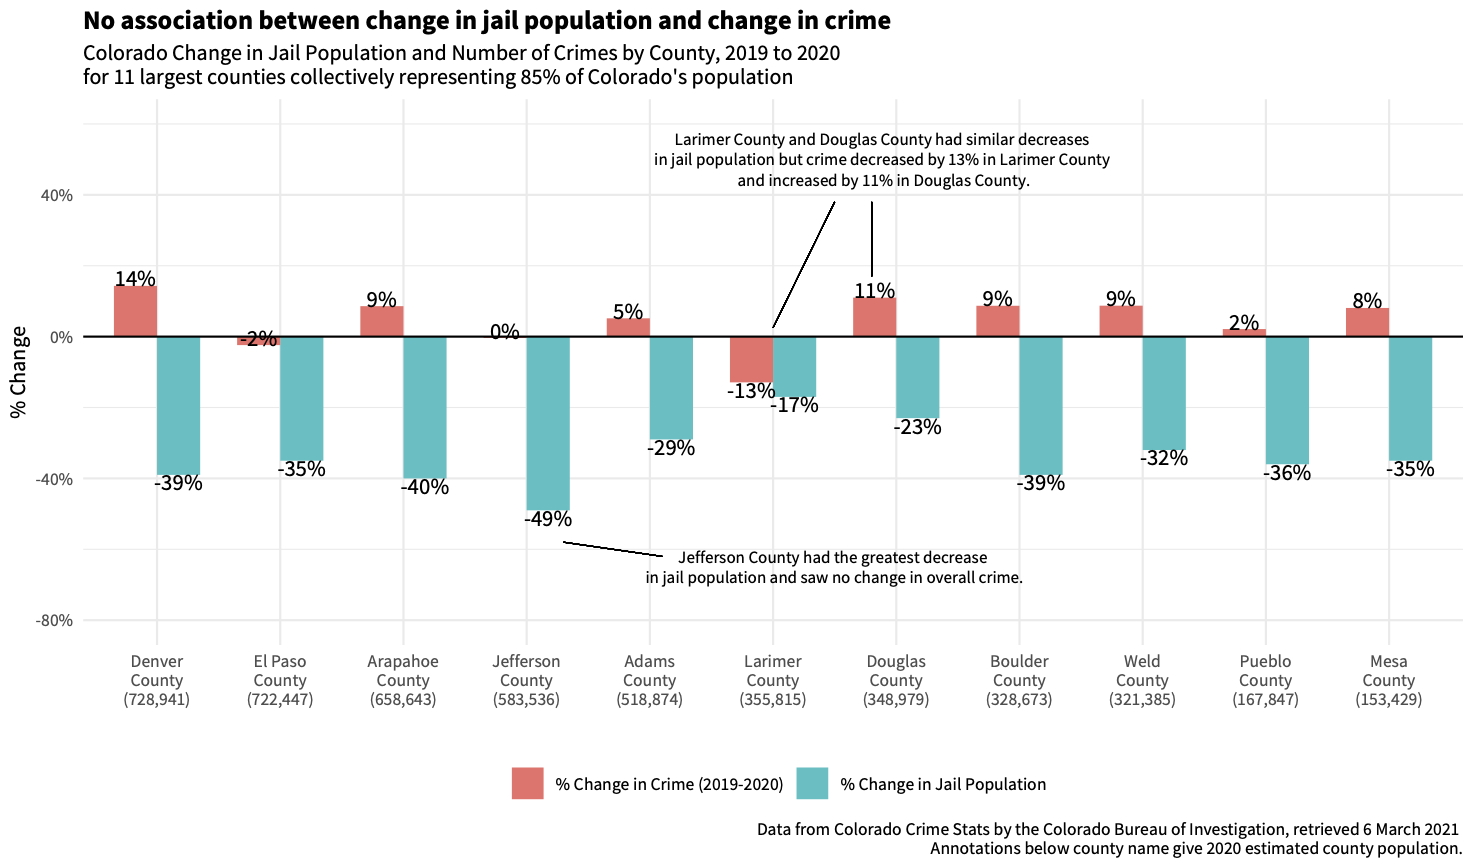 No association between change in jail population and change in crime
Colorado Change in Jail Population and Number of Crimes by County, 2019 to 2020
for 11 largest counties collectively representing 85% of Colorado's population
Larimer County and Douglas County had similar decreases
in jail population but crime decreased by 13% in Larimer County
and increased by 11% in Douglas County.
% Change
40%
0%
-40%
-80%
14%
-39%
-2%
-35%
9%
-40%
0%
-49%
5%
-29%
-13%
-17%
11%
-23%
9%
-39%
9%
-32%
2%
-36%
8%
-35%
Jefferson County had the greatest decrease
in jail population and saw no change in overall crime.
Denver
County
(728,941)
El Paso
County
(722,447)
Arapahoe
County
(658,643)
Jefferson
County
(583,536)
Adams
County
(518,874)
Larimer
County
(355,815)
Douglas
County
(348,979)
Boulder
County
(328,673)
Weld
County
(321,385)
Pueblo
County
(167,847)
Mesa
County
(153,429)
% Change in Crime (2019-2020)
% Change in Jail Population
Data from Colorado Crime Stats by the Colorado Bureau of Investigation, retrieved 6 March 2021
Annotations below county name give 2020 estimated county population.